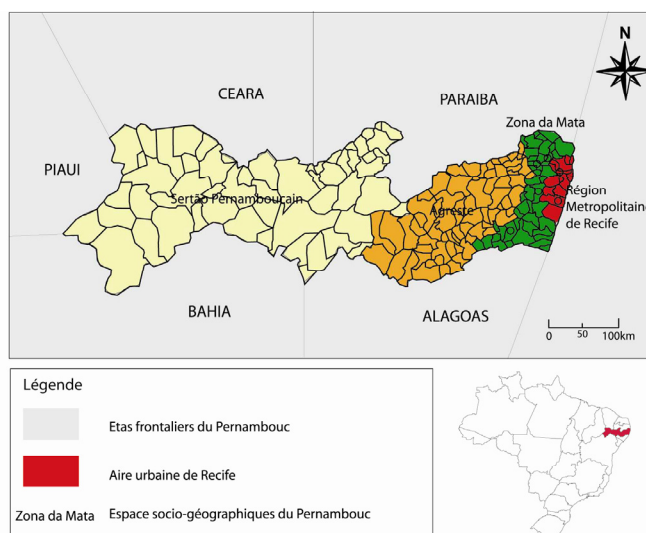 N
CEARA
PARAIBA
Zona da Mata
PIAUI
Sertão Pernamboucain
Agreste
Région
Metropolitaine
de Recife
BAHIA
ALAGOAS
0 50 100km
Légende
Etas frontaliers du Pernambouc
Aire urbaine de Recife
Zona da Mata Espace socio-géographiques du Pernambouc